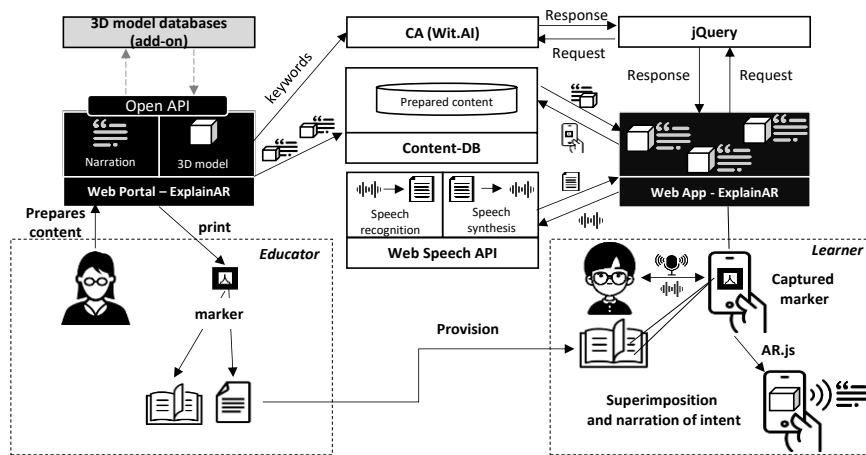 3D model databases
(add-on)
CA (Wit.AI)
Response
Request
jQuery
keywords
Response
Request
Open API
Narration
3D model
Web Portal – ExplainAR
Prepared content
Content-DB
Web App - ExplainAR
Speech
recognition
Speech
synthesis
Web Speech API
Prepares
content
print
Educator
marker
Provision
Learner
Captured
marker
AR.js
Superimposition
and narration of intent